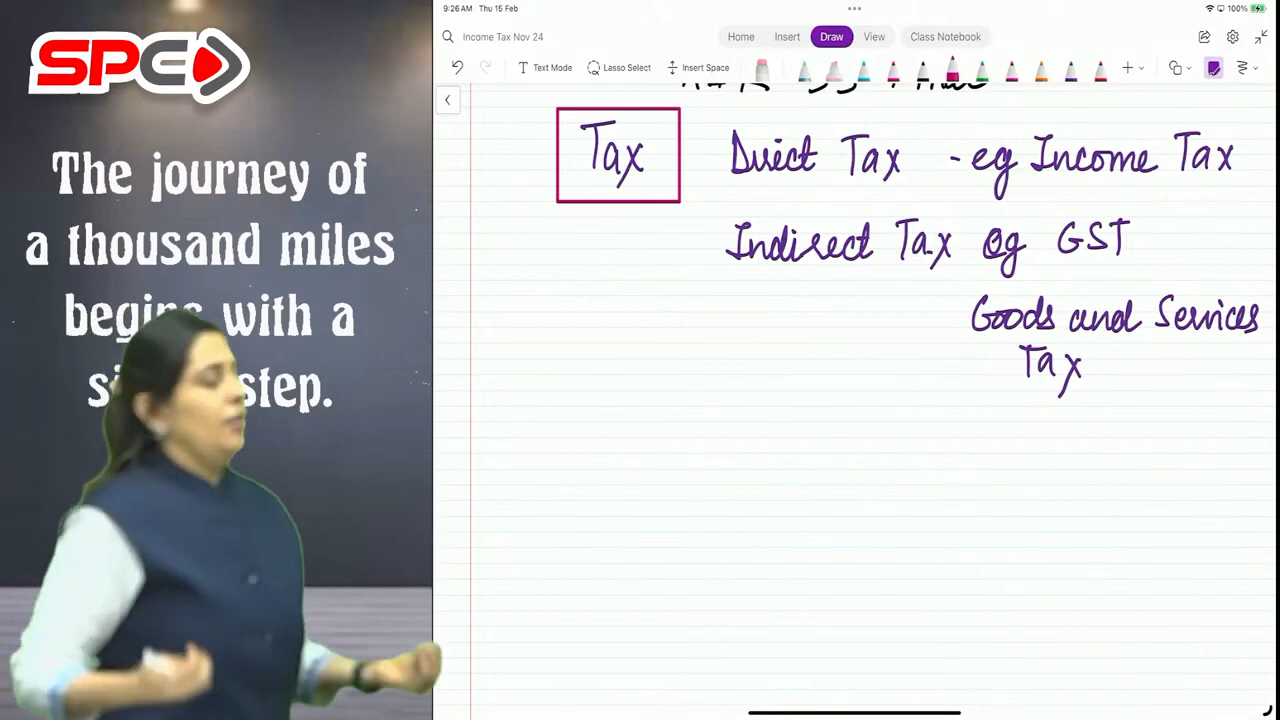 SPC
The journey of
a thousand miles
with a
step.
9:26 AM Thu 15 Feb
100%
Income Tax Nov 24
Home Insert Draw View Class Notebook
Text Mode Lasso Select Insert Space
Tax
Direct Tax - eg Income Tax
Indirect Tax eg GST
Goods and Services
Tax